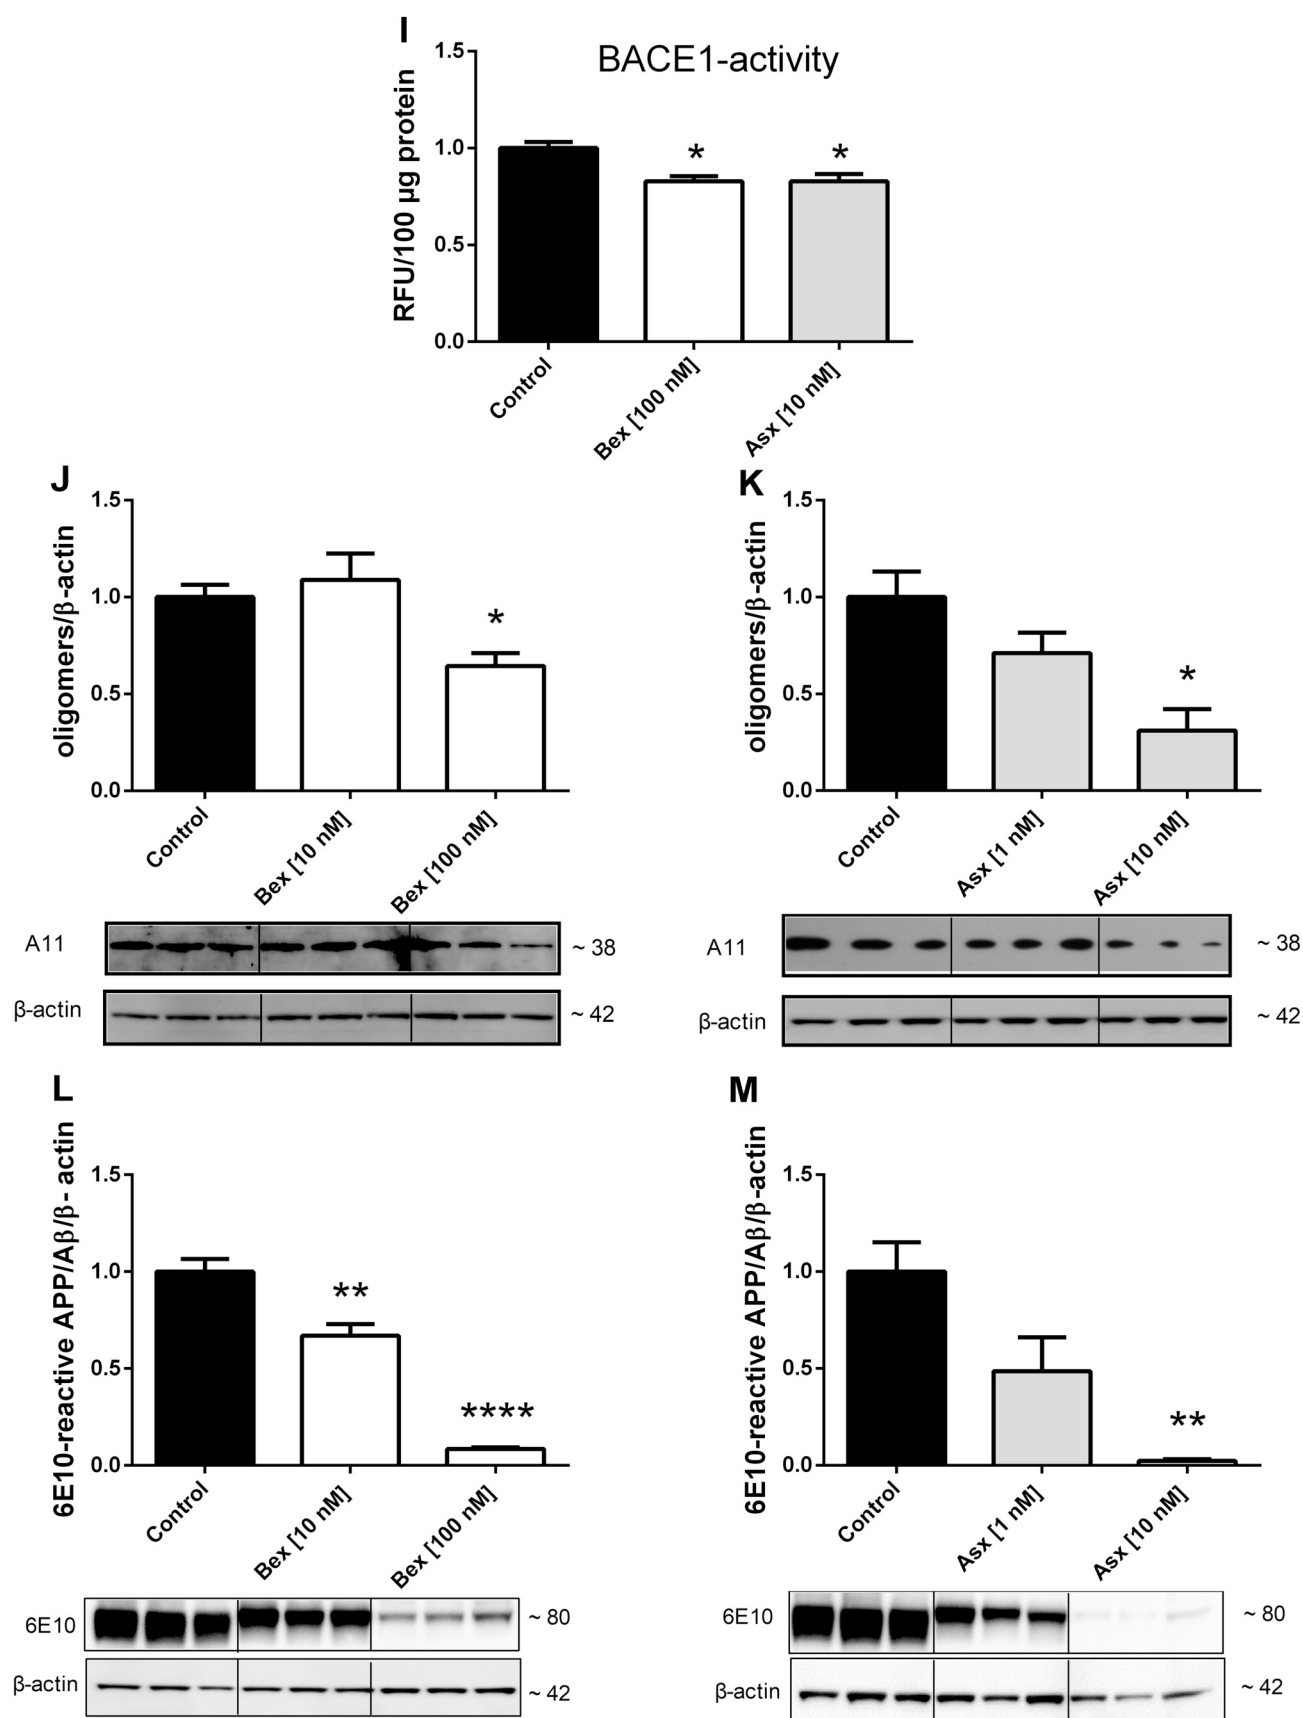 I
BACE1-activity
RFU/100 µg protein
1.5
1.0
0.5
0.0
*
*
Control
Bex [100 nM]
Asx [10 nM]
J
oligomers/β-actin
1.5
1.0
0.5
0.0
*
Control
Bex [10 nM]
Bex [100 nM]
A11
~ 38
β-actin
~ 42
K
oligomers/β-actin
1.5
1.0
0.5
0.0
*
Control
Asx [1 nM]
Asx [10 nM]
A11
~ 38
β-actin
~ 42
L
6E10-reactive APP/Aβ/β- actin
1.5
1.0
0.5
0.0
**
****
Control
Bex [10 nM]
Bex [100 nM]
6E10
~ 80
β-actin
~ 42
M
6E10-reactive APP/Aβ/β-actin
1.5
1.0
0.5
0.0
**
Control
Asx [1 nM]
Asx [10 nM]
6E10
~ 80
β-actin
~ 42